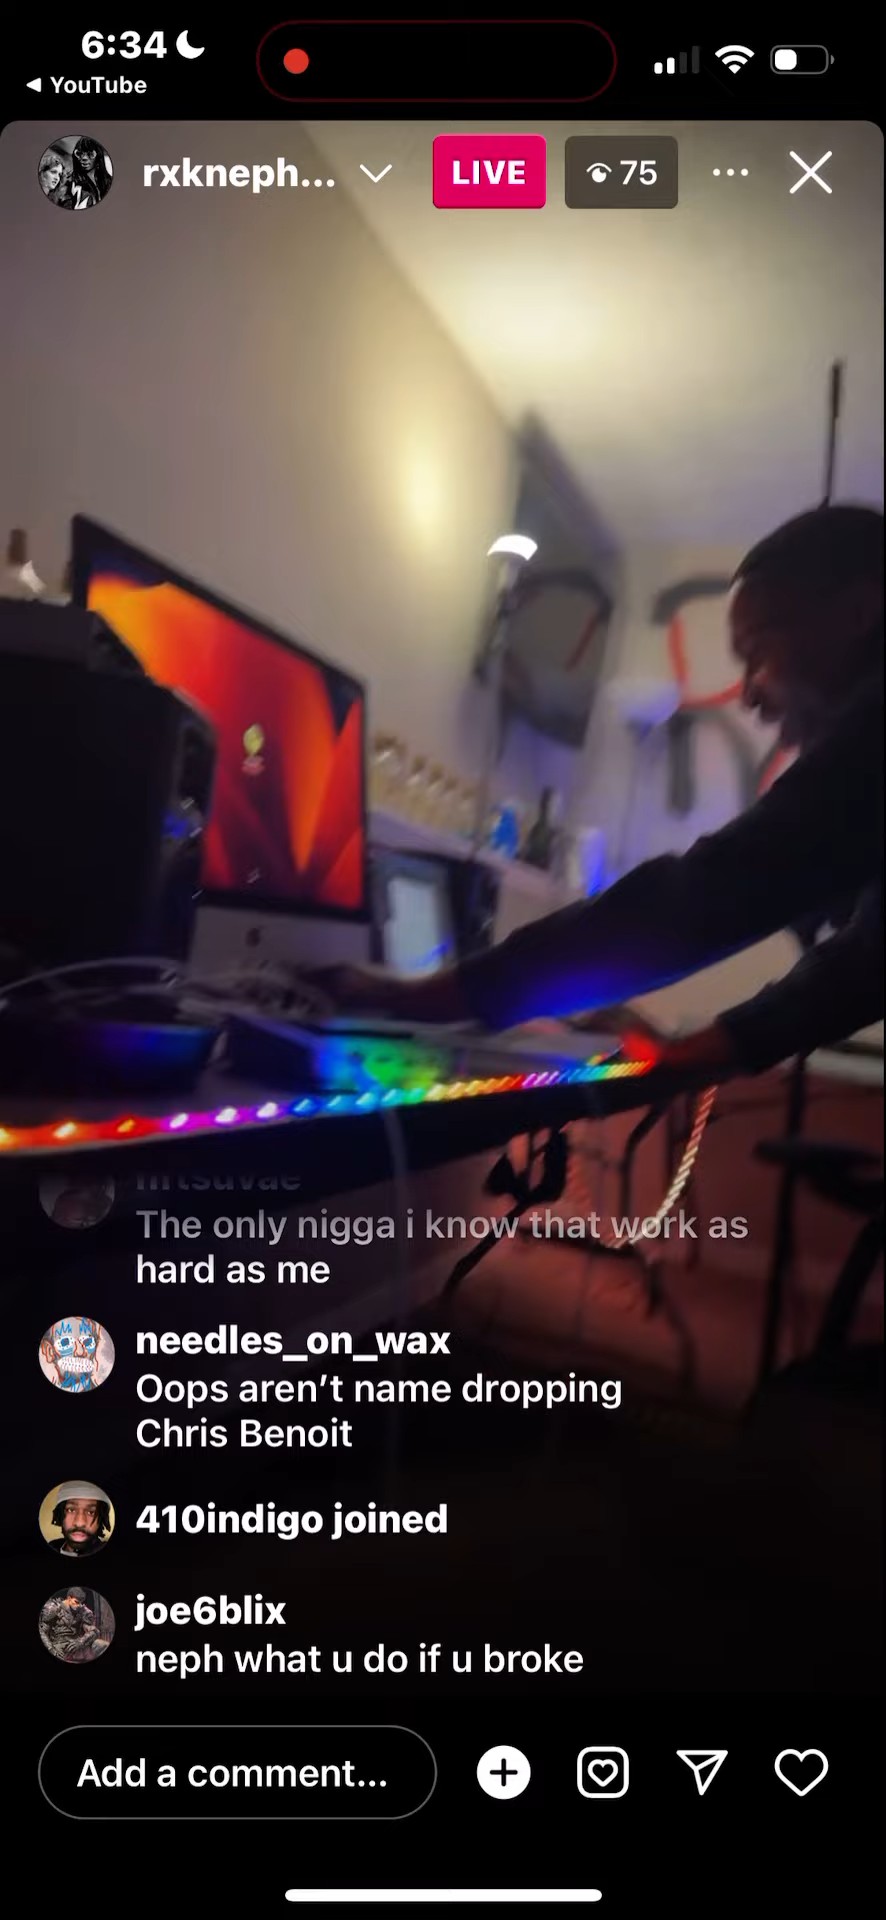 6:34
YouTube
rxkneph...
LIVE
75
The only nigga i know that work as
hard as me
needles_on_wax
Oops aren’t name dropping
Chris Benoit
410indigo joined
joe6blix
neph what u do if u broke
Add a comment...